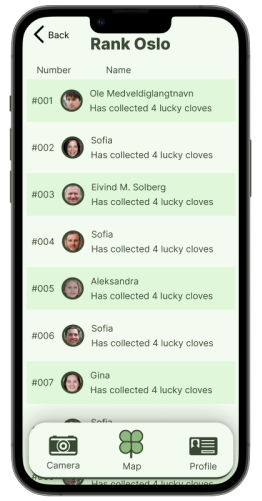 Back
Rank Oslo
Number Name
#001 Ole Medveldiglangtnavn
Has collected 4 lucky cloves
#002 Sofia
Has collected 4 lucky cloves
#003 Eivind M. Solberg
Has collected 4 lucky cloves
#004 Sofia
Has collected 4 lucky cloves
#005 Aleksandra
Has collected 4 lucky cloves
#006 Sofia
Has collected 4 lucky cloves
#007 Gina
Has collected 4 lucky cloves
Sofia
Camera Map Profile